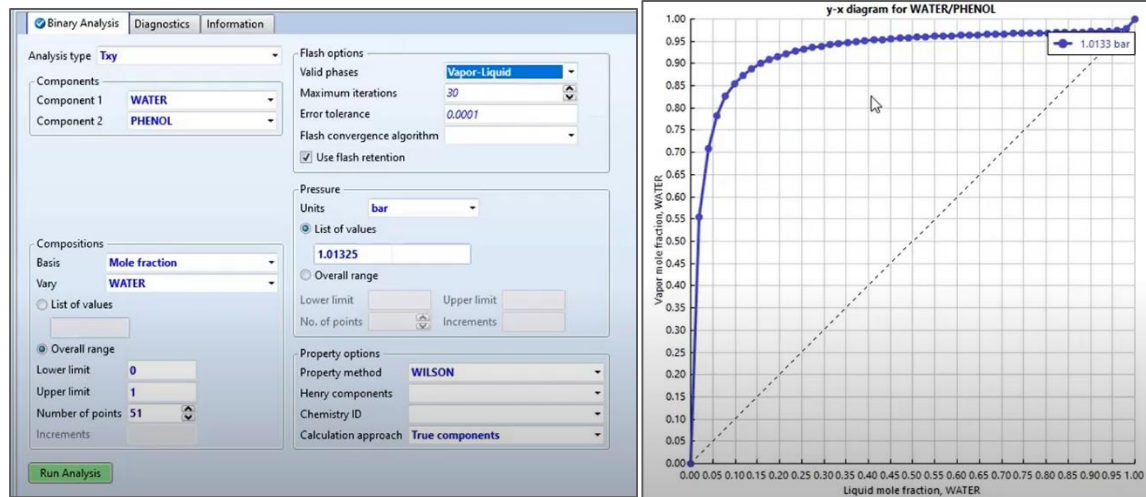 Binary Analysis Diagnostics Information
Analysis type Txy
Components
Component 1 WATER
Component 2 PHENOL
Compositions
Basis Mole fraction
Vary WATER
List of values
Overall range
Lower limit 0
Upper limit 1
Number of points 51
Increments
Run Analysis
Flash options
Valid phases Vapor-Liquid
Maximum iterations 30
Error tolerance 0.0001
Flash convergence algorithm
Use flash retention
Pressure
Units bar
List of values
1.01325
Overall range
Lower limit Upper limit
No. of points Increments
Property options
Property method WILSON
Henry components
Chemistry ID
Calculation approach True components
y-x diagram for WATER/PHENOL
1.0133 bar
Vapor mole fraction, WATER
1.00
0.95
0.90
0.85
0.80
0.75
0.70
0.65
0.60
0.55
0.50
0.45
0.40
0.35
0.30
0.25
0.20
0.15
0.10
0.05
0.00
0.00 0.05 0.10 0.15 0.20 0.25 0.30 0.35 0.40 0.45 0.50 0.55 0.60 0.65 0.70 0.75 0.80 0.85 0.90 0.95 1.00
Liquid mole fraction, WATER